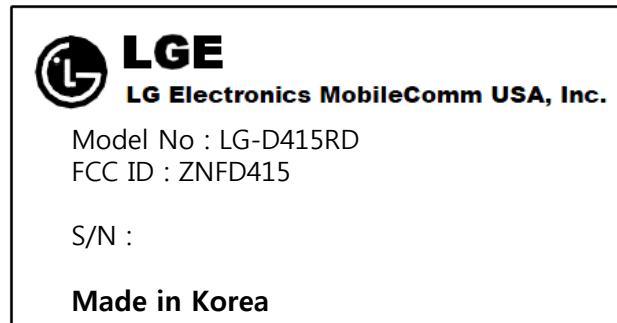 LGE
LG Electronics MobileComm USA, Inc.
Model No : LG-D415RD
FCC ID : ZNFD415
S/N :
Made in Korea